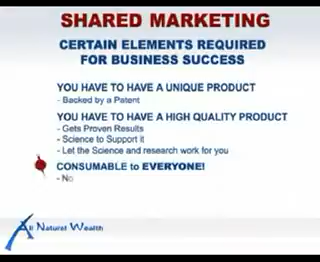 SHARED MARKETING
CERTAIN ELEMENTS REQUIRED
FOR BUSINESS SUCCESS
YOU HAVE TO HAVE A UNIQUE PRODUCT
- Backed by a Patent
YOU HAVE TO HAVE A HIGH QUALITY PRODUCT
- Gets Proven Results
- Science to Support it
- Let the Science and research work for you
CONSUMABLE to EVERYONE!
- No
All Natural Wealth